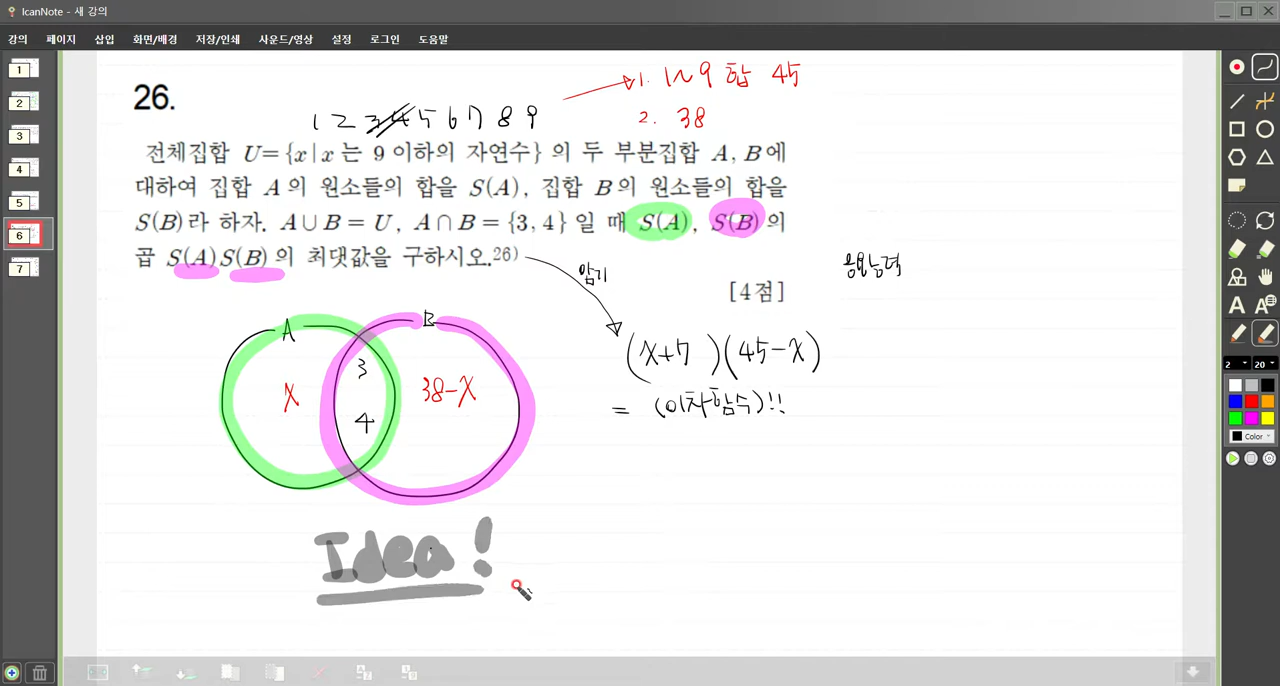 IcanNote - 새 강의
강의 페이지 삽입 화면/배경 저장/인쇄 사운드/영상 설정 로그인 도움말
1
2
3
4
5
6
7
1. 1~9 합 45
2. 38
26.
1 2 3 4 5 6 7 8 9
전체집합 U={x|x는 9 이하의 자연수}의 두 부분집합 A, B에
대하여 집합 A의 원소들의 합을 S(A), 집합 B의 원소들의 합을
S(B)라 하자. A∪B=U, A∩B={3, 4}일 때 S(A), S(B)의
곱 S(A)S(B)의 최댓값을 구하시오.26)
[4점]
암기
응용능력
A B
3
4
x
38-x
(x+7 )(45-x)
= (이차함수)!!
Idea!
A A
2 20
Color